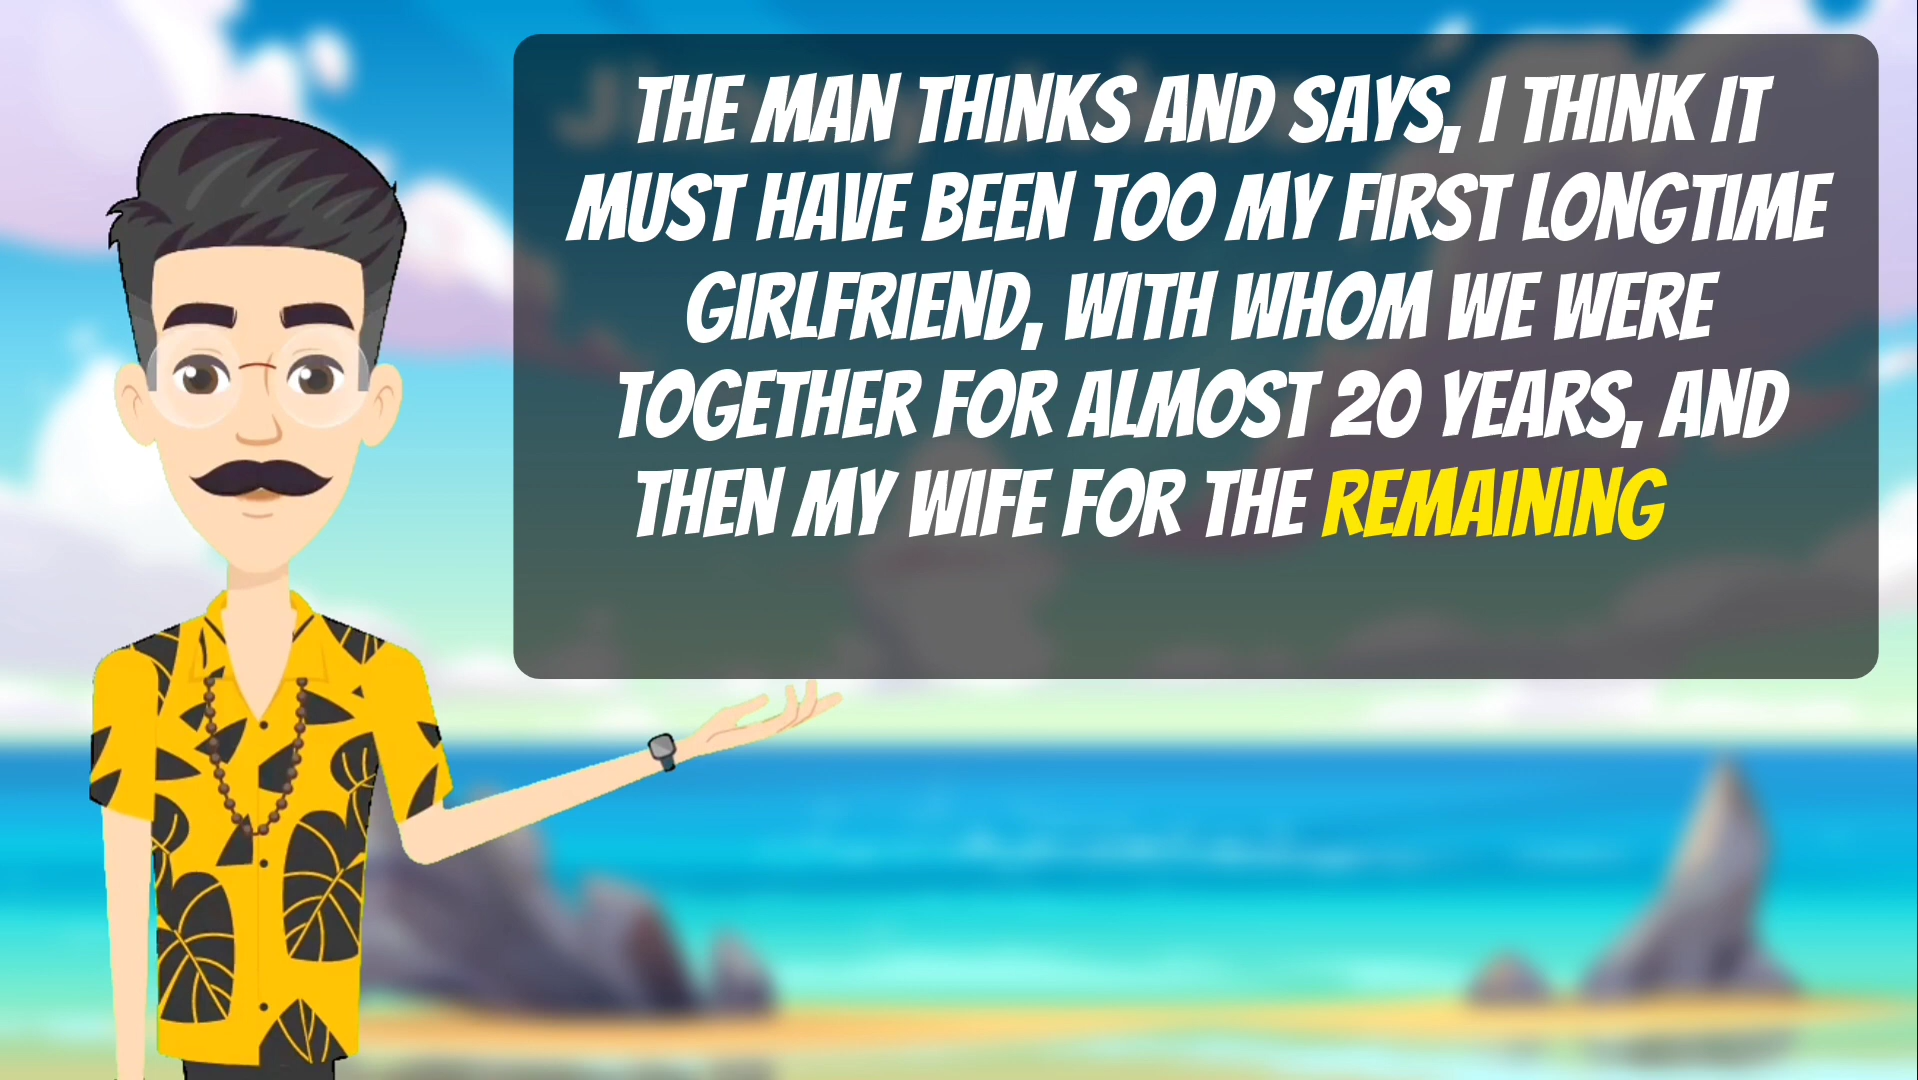 THE MAN THINKS AND SAYS, I THINK IT
MUST HAVE BEEN TOO MY FIRST LONGTIME
GIRLFRIEND, WITH WHOM WE WERE
TOGETHER FOR ALMOST 20 YEARS, AND
THEN MY WIFE FOR THE REMAINING